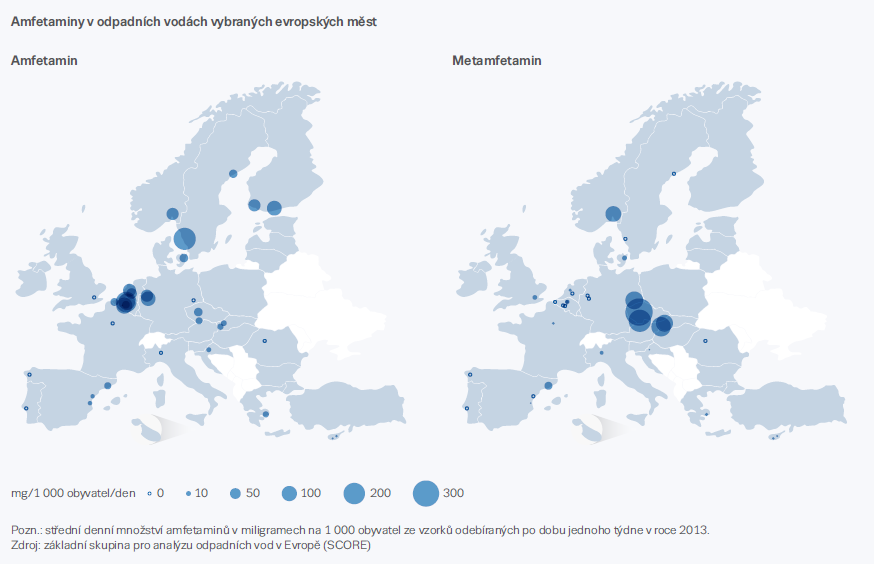 Amfetaminy v odpadních vodách vybraných evropských měst
Amfetamin
Metamfetamin
mg/1 000 obyvatel/den 0 10 50 100 200 300
Pozn.: střední denní množství amfetaminů v miligramech na 1 000 obyvatel ze vzorků odebíraných po dobu jednoho týdne v roce 2013.
Zdroj: základní skupina pro analýzu odpadních vod v Evropě (SCORE)